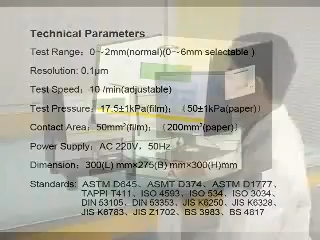 Technical Parameters
Test Range：0~2mm(normal)(0~6mm selectable )
Resolution: 0.1μm
Test Speed：10 /min(adjustable)
Test Pressure：17.5±1kPa(film)；（50±1kPa(paper)）
Contact Area：50mm²(film)；（200mm²(paper)）
Power Supply：AC 220V，50Hz
Dimension：300(L) mm×275(B) mm×300(H)mm
Standards：ASTM D645、ASMT D374、ASTM D1777、
TAPPI T411、ISO 4593、ISO 534、ISO 3034、
DIN 53105、DIN 53353、JIS K6250、JIS K6328、
JIS K6783、JIS Z1702、BS 3983、BS 4817